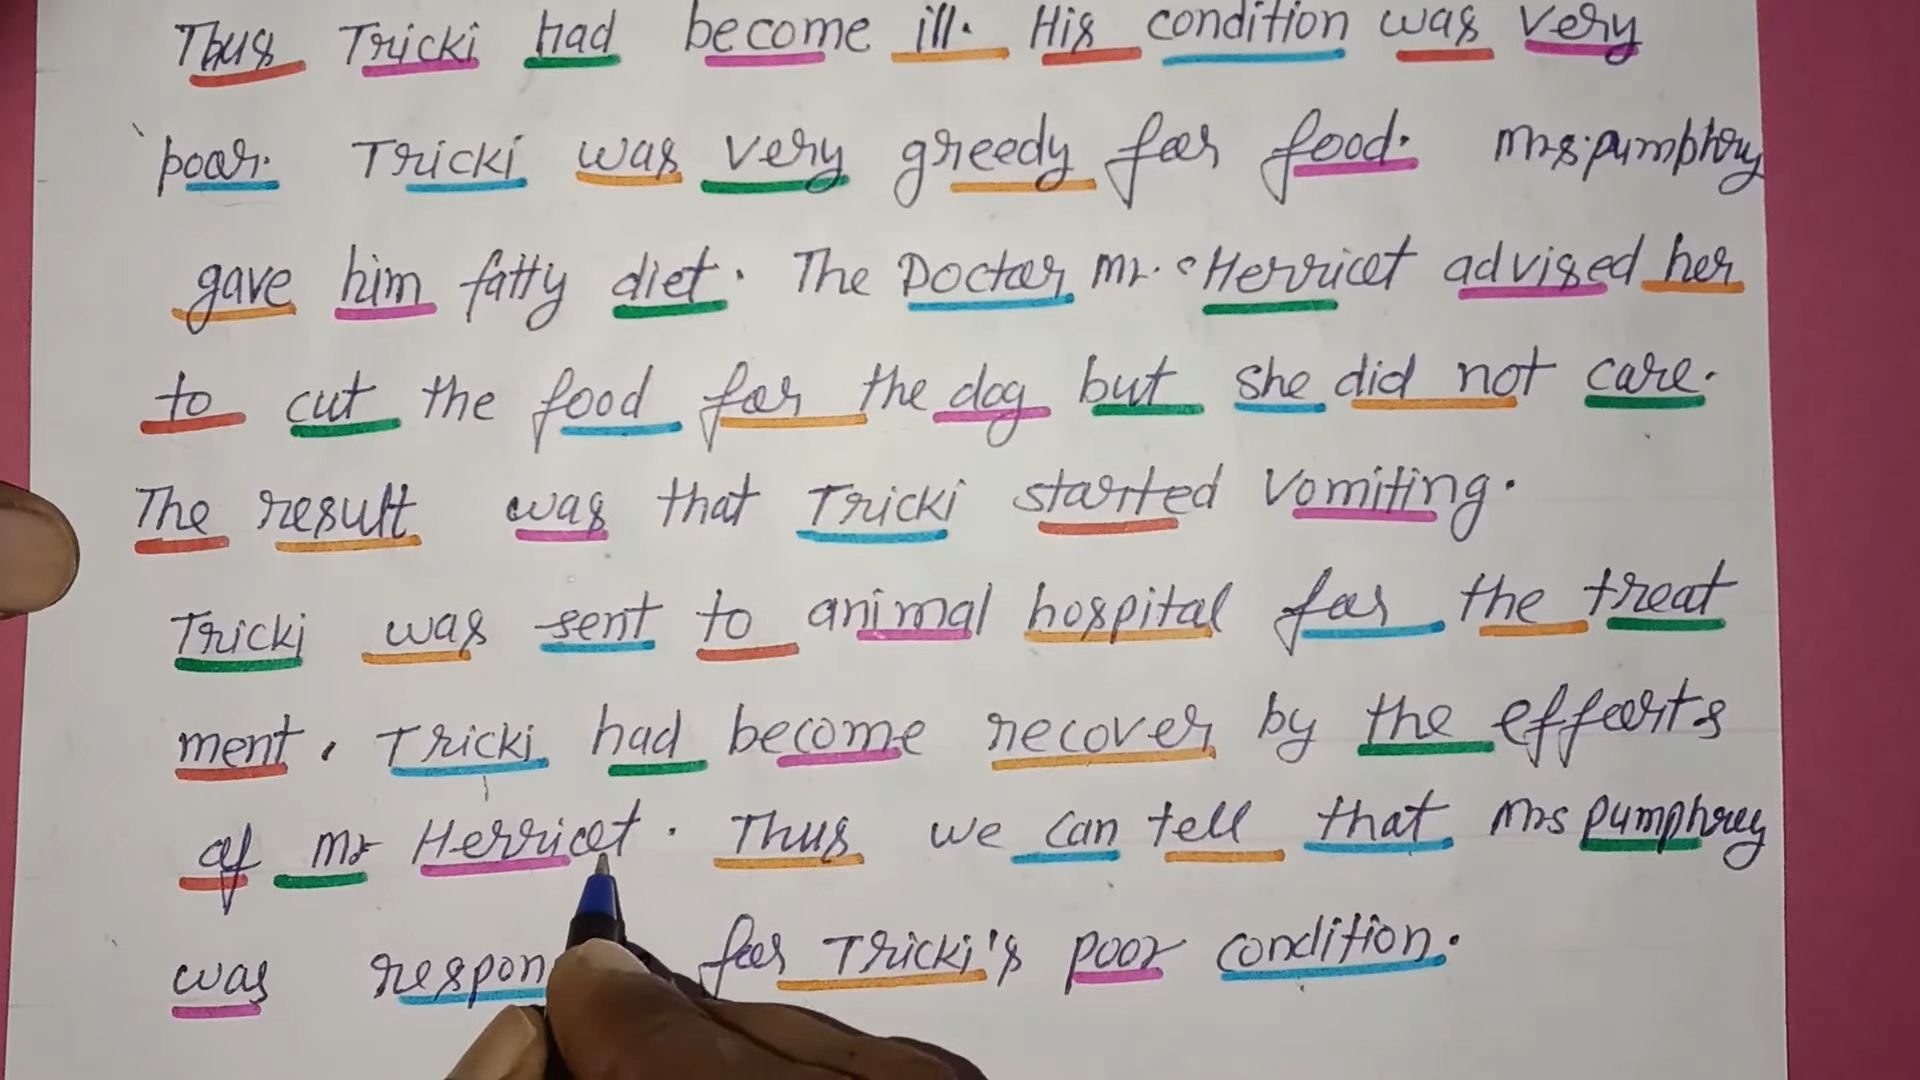 Thus Tricki had become ill. His condition was very
poor. Tricki was very greedy for food. Mrs. pumphry
gave him fatty diet. The Doctor Mr. Herricot advised her
to cut the food for the dog but she did not care.
The result was that Tricki started vomiting.
Tricki was sent to animal hospital for the treat
ment. Tricki had become recover by the efforts
of Mr Herricot. Thus we can tell that Mrs pumphrey
was for Tricki's poor condition.